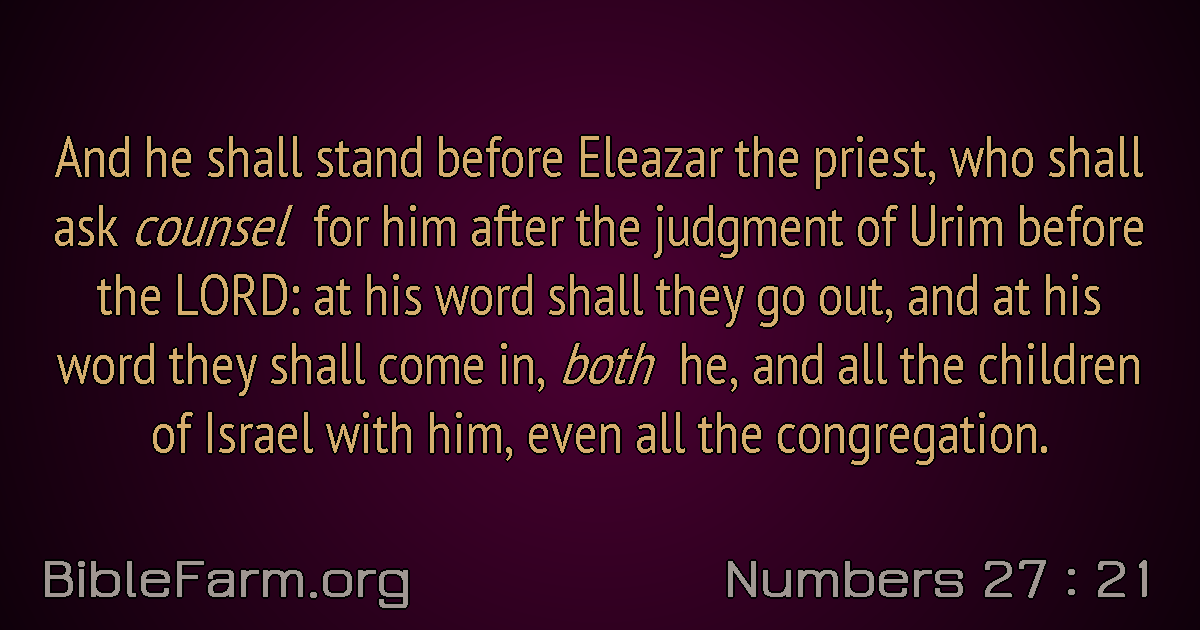 And he shall stand before Eleazar the priest, who shall
ask counsel for him after the judgment of Urim before
the LORD: at his word shall they go out, and at his
word they shall come in, both he, and all the children
of Israel with him, even all the congregation.
BibleFarm.org
Numbers 27 : 21